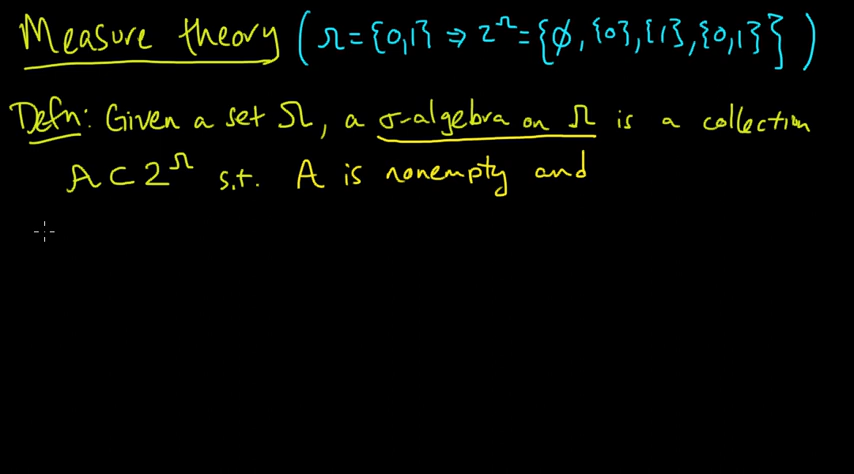 Measure theory (Ω = {0,1} ⇒ 2^Ω = {∅, {0}, {1}, {0,1}})
Defn: Given a set Ω, a σ-algebra on Ω is a collection
A ⊂ 2^Ω s.t. A is nonempty and